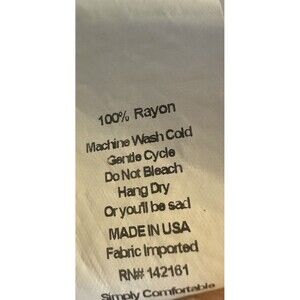 100% Rayon
Machine Wash Cold
Gentle Cycle
Do Not Bleach
Hang Dry
Or you'll be sad
MADE IN USA
Fabric Imported
RN# 142161
Simply Comfortable